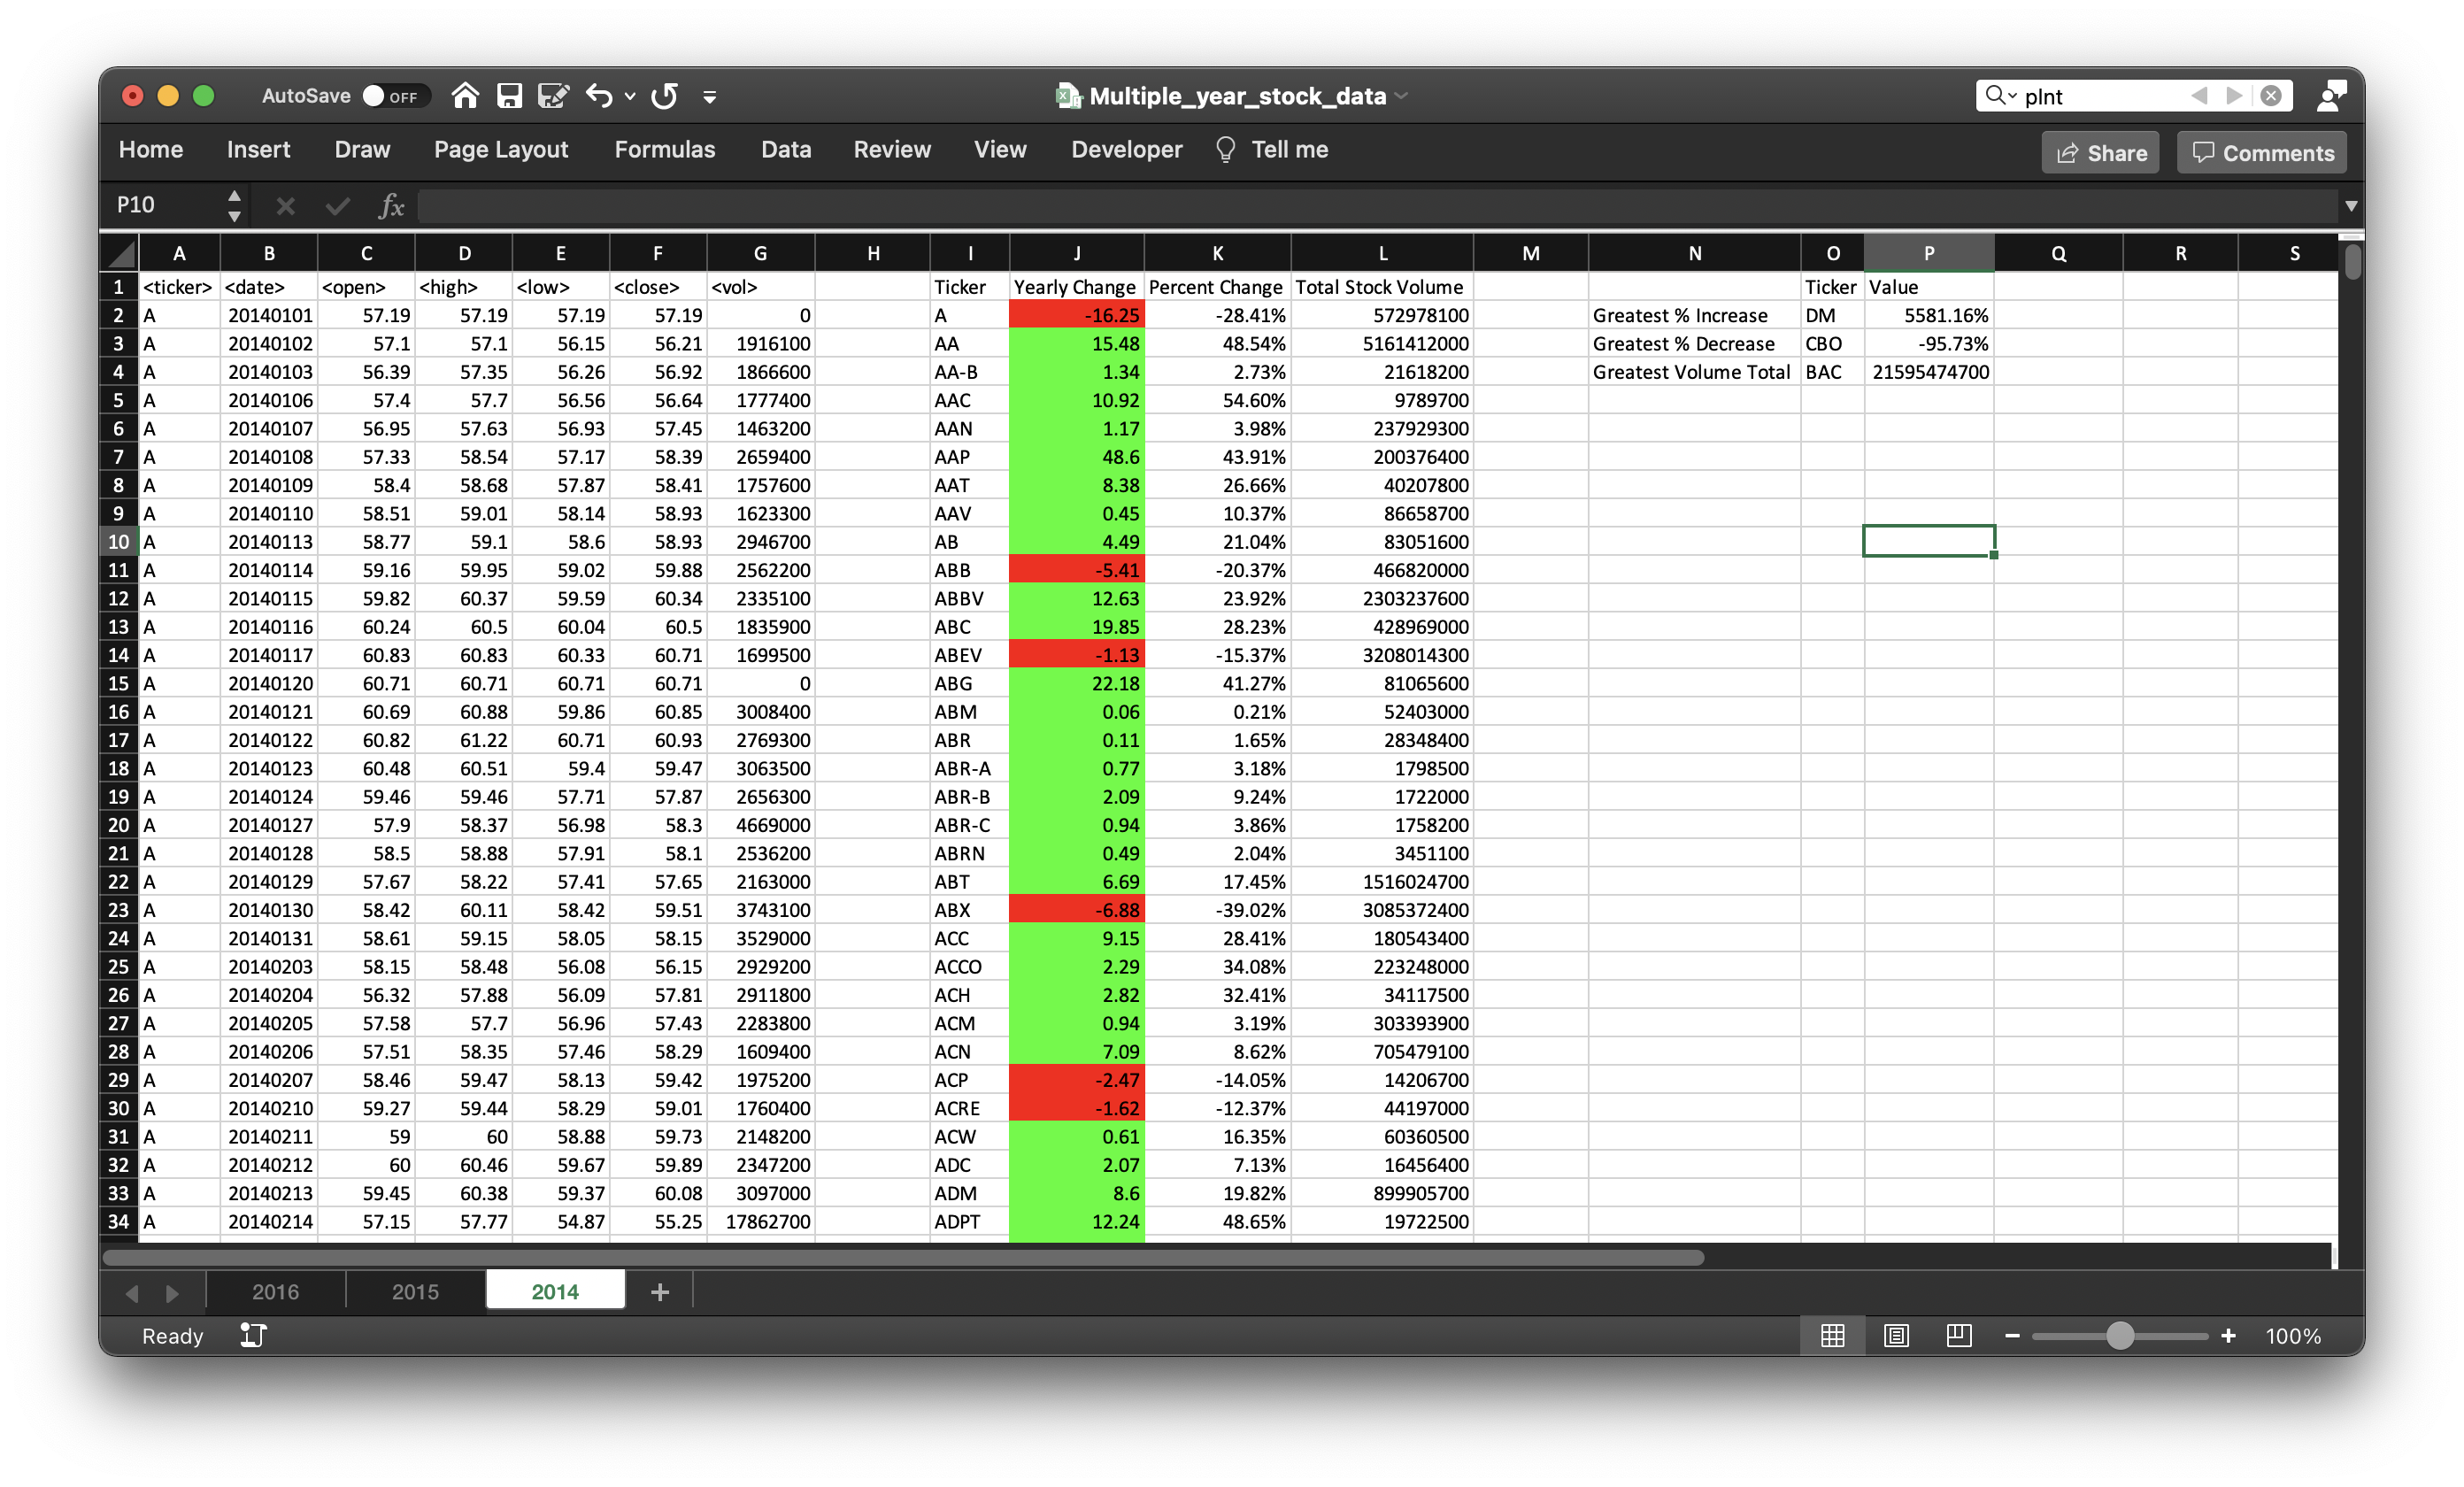 AutoSave OFF Multiple_year_stock_data plnt
Home Insert Draw Page Layout Formulas Data Review View Developer Tell me Share Comments
P10 fx
A B C D E F G H I J K L M N O P Q R S
1 <ticker> <date> <open> <high> <low> <close> <vol> Ticker Yearly Change Percent Change Total Stock Volume Ticker Value
2 A 20140101 57.19 57.19 57.19 57.19 0 A -16.25 -28.41% 572978100 Greatest % Increase DM 5581.16%
3 A 20140102 57.1 57.1 56.15 56.21 1916100 AA 15.48 48.54% 5161412000 Greatest % Decrease CBO -95.73%
4 A 20140103 56.39 57.35 56.26 56.92 1866600 AA-B 1.34 2.73% 21618200 Greatest Volume Total BAC 21595474700
5 A 20140106 57.4 57.7 56.56 56.64 1777400 AAC 10.92 54.60% 9789700
6 A 20140107 56.95 57.63 56.93 57.45 1463200 AAN 1.17 3.98% 237929300
7 A 20140108 57.33 58.54 57.17 58.39 2659400 AAP 48.6 43.91% 200376400
8 A 20140109 58.4 58.68 57.87 58.41 1757600 AAT 8.38 26.66% 40207800
9 A 20140110 58.51 59.01 58.14 58.93 1623300 AAV 0.45 10.37% 86658700
10 A 20140113 58.77 59.1 58.6 58.93 2946700 AB 4.49 21.04% 83051600
11 A 20140114 59.16 59.95 59.02 59.88 2562200 ABB -5.41 -20.37% 466820000
12 A 20140115 59.82 60.37 59.59 60.34 2335100 ABBV 12.63 23.92% 2303237600
13 A 20140116 60.24 60.5 60.04 60.5 1835900 ABC 19.85 28.23% 428969000
14 A 20140117 60.83 60.83 60.33 60.71 1699500 ABEV -1.13 -15.37% 3208014300
15 A 20140120 60.71 60.71 60.71 60.71 0 ABG 22.18 41.27% 81065600
16 A 20140121 60.69 60.88 59.86 60.85 3008400 ABM 0.06 0.21% 52403000
17 A 20140122 60.82 61.22 60.71 60.93 2769300 ABR 0.11 1.65% 28348400
18 A 20140123 60.48 60.51 59.4 59.47 3063500 ABR-A 0.77 3.18% 1798500
19 A 20140124 59.46 59.46 57.71 57.87 2656300 ABR-B 2.09 9.24% 1722000
20 A 20140127 57.9 58.37 56.98 58.3 4669000 ABR-C 0.94 3.86% 1758200
21 A 20140128 58.5 58.88 57.91 58.1 2536200 ABRN 0.49 2.04% 3451100
22 A 20140129 57.67 58.22 57.41 57.65 2163000 ABT 6.69 17.45% 1516024700
23 A 20140130 58.42 60.11 58.42 59.51 3743100 ABX -6.88 -39.02% 3085372400
24 A 20140131 58.61 59.15 58.05 58.15 3529000 ACC 9.15 28.41% 180543400
25 A 20140203 58.15 58.48 56.08 56.15 2929200 ACCO 2.29 34.08% 223248000
26 A 20140204 56.32 57.88 56.09 57.81 2911800 ACH 2.82 32.41% 34117500
27 A 20140205 57.58 57.7 56.96 57.43 2283800 ACM 0.94 3.19% 303393900
28 A 20140206 57.51 58.35 57.46 58.29 1609400 ACN 7.09 8.62% 705479100
29 A 20140207 58.46 59.47 58.13 59.42 1975200 ACP -2.47 -14.05% 14206700
30 A 20140210 59.27 59.44 58.29 59.01 1760400 ACRE -1.62 -12.37% 44197000
31 A 20140211 59 60 58.88 59.73 2148200 ACW 0.61 16.35% 60360500
32 A 20140212 60 60.46 59.67 59.89 2347200 ADC 2.07 7.13% 16456400
33 A 20140213 59.45 60.38 59.37 60.08 3097000 ADM 8.6 19.82% 899905700
34 A 20140214 57.15 57.77 54.87 55.25 17862700 ADPT 12.24 48.65% 19722500
2016 2015 2014 +
Ready 100%